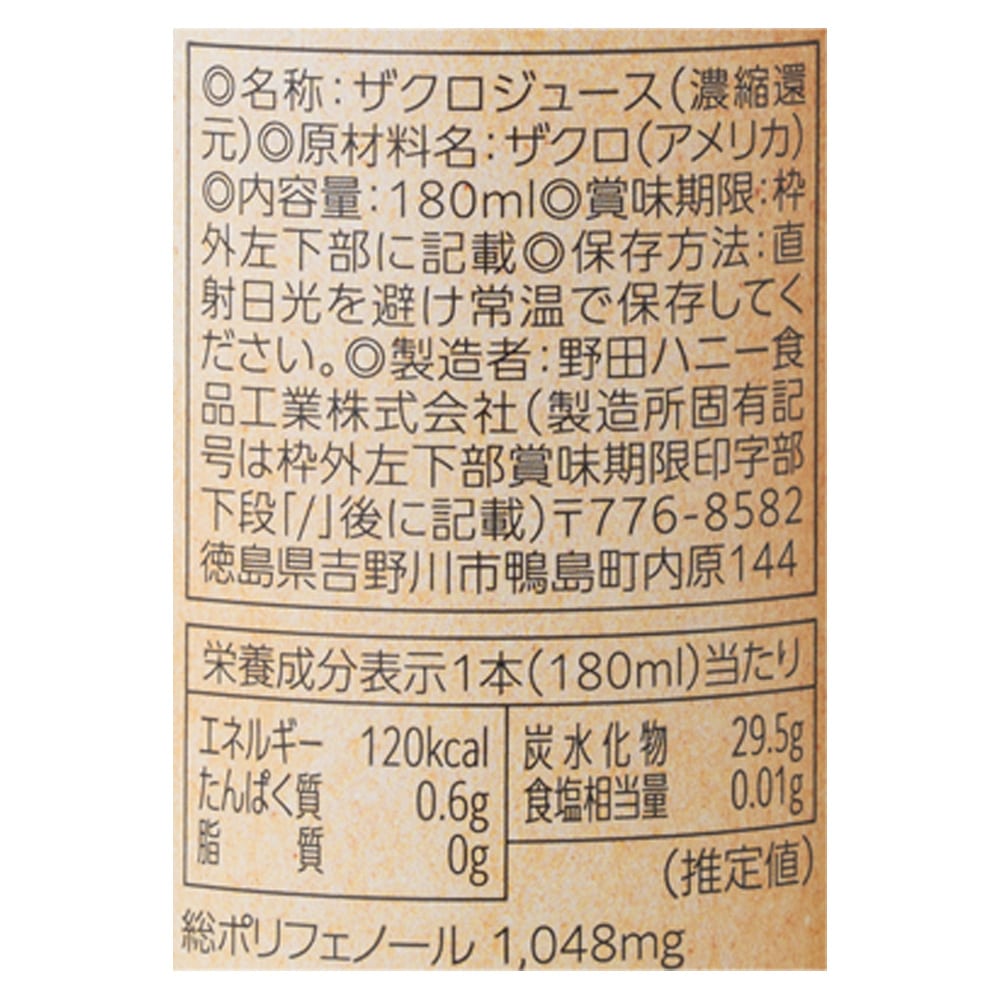 ◎名称：ザクロジュース(濃縮還
元)◎原材料名：ザクロ(アメリカ)
◎内容量：180ml◎賞味期限：枠
外左下部に記載◎保存方法：直
射日光を避け常温で保存してく
ださい。◎製造者：野田ハニー食
品工業株式会社(製造所固有記
号は枠外左下部賞味期限印字部
下段「/」後に記載)〒776-8582
徳島県吉野川市鴨島町内原144
栄養成分表示1本(180ml)当たり
エネルギー 120kcal
たんぱく質 0.6g
脂質 0g
炭水化物 29.5g
食塩相当量 0.01g
(推定値)
総ポリフェノール 1,048mg